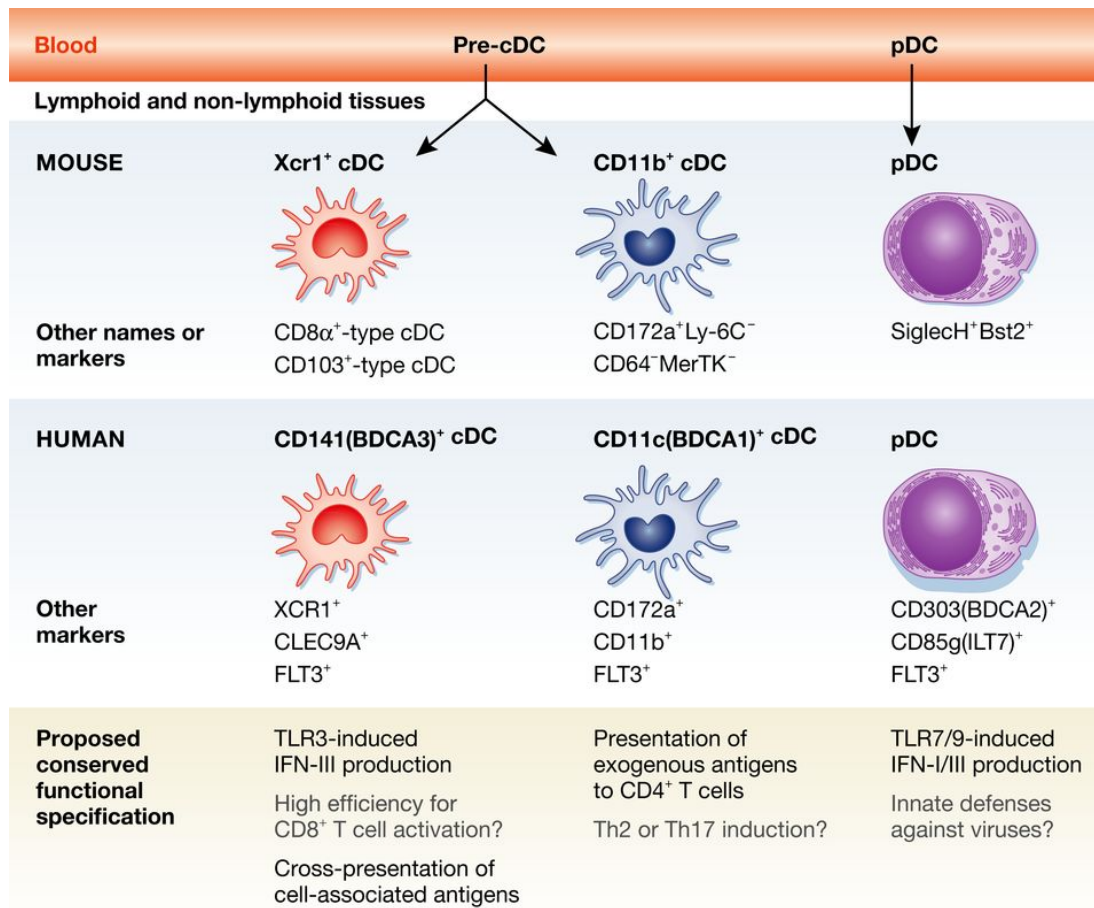 Blood Pre-cDC pDC
Lymphoid and non-lymphoid tissues
MOUSE Xcr1⁺ cDC CD11b⁺ cDC pDC
Other names or markers
CD8α⁺-type cDC
CD103⁺-type cDC
CD172a⁺Ly-6C⁻
CD64⁻MerTK⁻
SiglecH⁺Bst2⁺
HUMAN CD141(BDCA3)⁺ cDC CD11c(BDCA1)⁺ cDC pDC
Other
markers
XCR1⁺
CLEC9A⁺
FLT3⁺
CD172a⁺
CD11b⁺
FLT3⁺
CD303(BDCA2)⁺
CD85g(ILT7)⁺
FLT3⁺
Proposed
conserved
functional
specification
TLR3-induced
IFN-III production
High efficiency for
CD8⁺ T cell activation?
Cross-presentation of
cell-associated antigens
Presentation of
exogenous antigens
to CD4⁺ T cells
Th2 or Th17 induction?
TLR7/9-induced
IFN-I/III production
Innate defenses
against viruses?